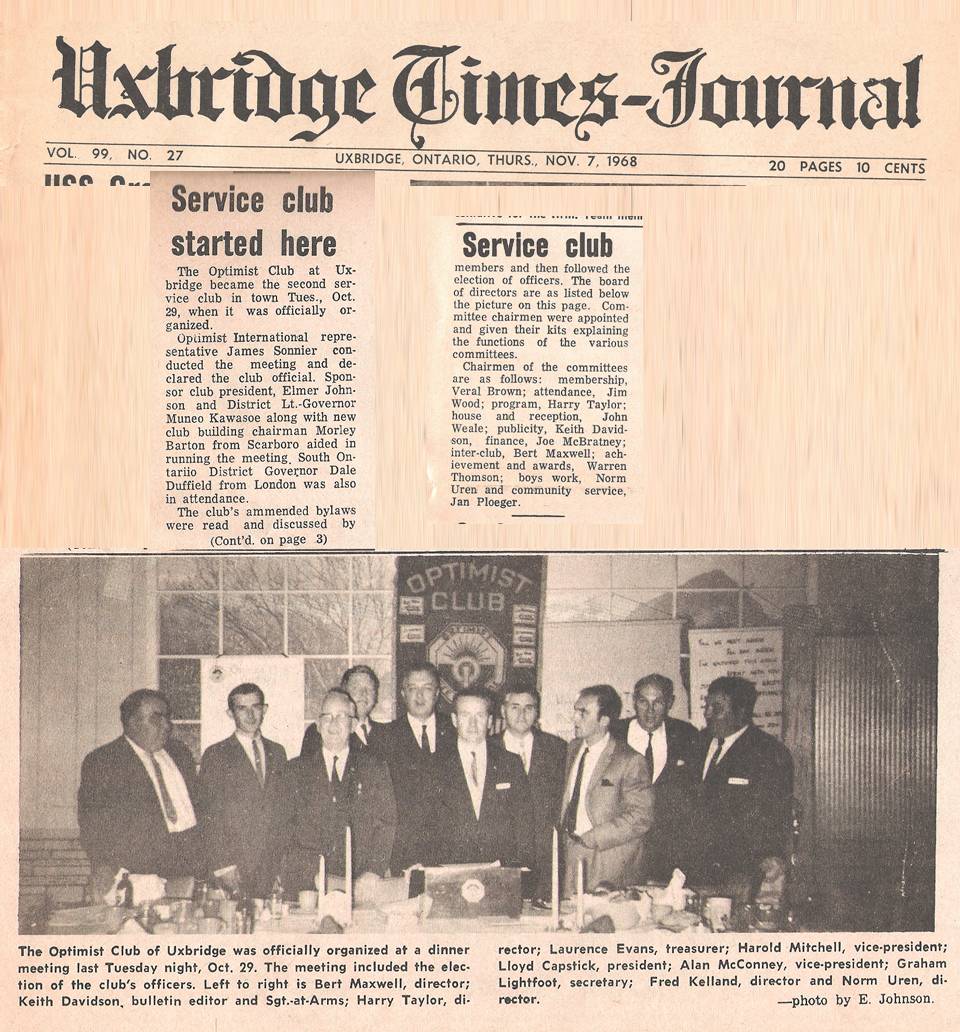 Uxbridge Times-Journal
VOL. 99, NO. 27
UXBRIDGE, ONTARIO, THURS., NOV. 7, 1968
20 PAGES 10 CENTS
Service club
started here
The Optimist Club at Ux-
bridge became the second ser-
vice club in town Tues., Oct.
29, when it was officially or-
ganized.
Optimist International repre-
sentative James Sonnier con-
ducted the meeting and de-
clared the club official. Spon-
sor club president, Elmer John-
son and District Lt.-Governor
Muneo Kawasoe along with new
club building chairman Morley
Barton from Scarboro aided in
running the meeting. South On-
tariio District Governor Dale
Duffield from London was also
in attendance.
The club's ammended bylaws
were read and discussed by
(Cont'd. on page 3)
Service club
members and then followed the
election of officers. The board
of directors are as listed below
the picture on this page. Com-
mittee chairmen were appointed
and given their kits explaining
the functions of the various
committees.
Chairmen of the committees
are as follows: membership,
Veral Brown; attendance, Jim
Wood; program, Harry Taylor;
house and reception, John
Weale; publicity, Keith David-
son, finance, Joe McBratney;
inter-club, Bert Maxwell; ach-
ievement and awards, Warren
Thomson; boys work, Norm
Uren and community service,
Jan Ploeger.
OPTIMIST
CLUB
TILL WE MEET AGAIN
The Optimist Club of Uxbridge was officially organized at a dinner
meeting last Tuesday night, Oct. 29. The meeting included the elec-
tion of the club's officers. Left to right is Bert Maxwell, director;
Keith Davidson, bulletin editor and Sgt.-at-Arms; Harry Taylor, di-
rector; Laurence Evans, treasurer; Harold Mitchell, vice-president;
Lloyd Capstick, president; Alan McConney, vice-president; Graham
Lightfoot, secretary; Fred Kelland, director and Norm Uren, di-
rector.
—photo by E. Johnson.